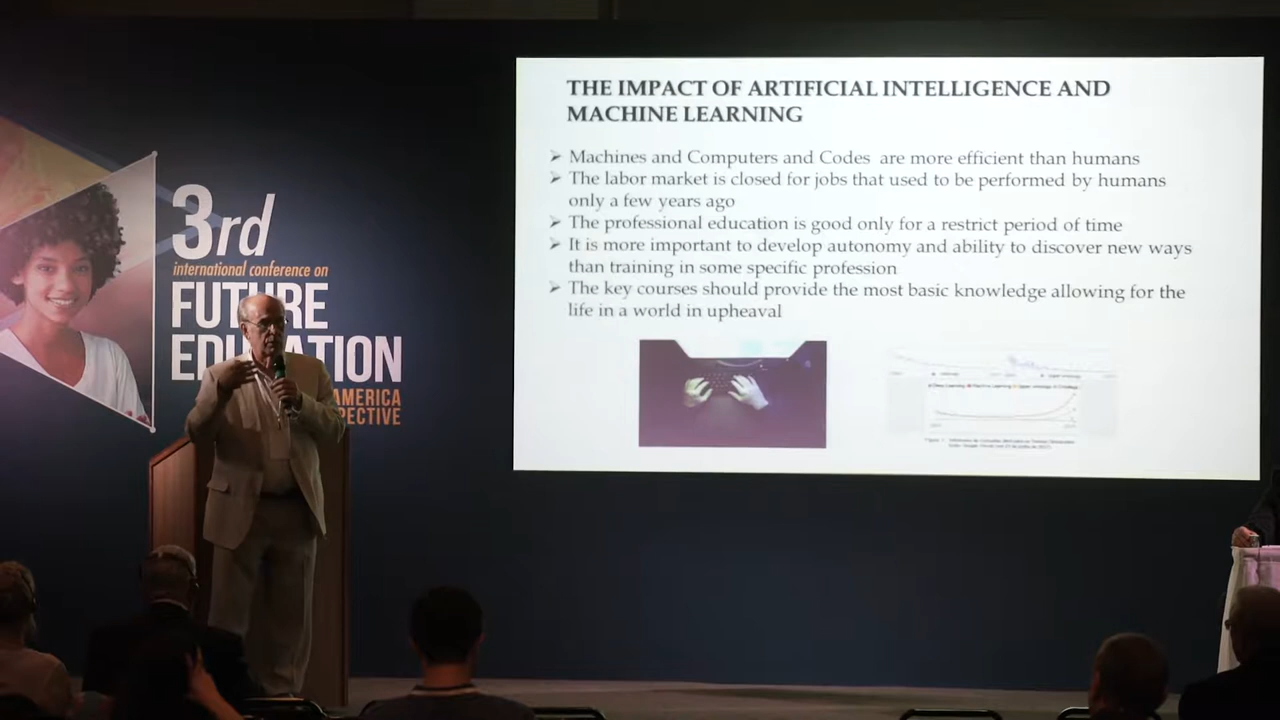 3rd
international conference on
FUTURE
EDUCATION
AMERICA
THE IMPACT OF ARTIFICIAL INTELLIGENCE AND
MACHINE LEARNING
➢ Machines and Computers and Codes are more efficient than humans
➢ The labor market is closed for jobs that used to be performed by humans
only a few years ago
➢ The professional education is good only for a restrict period of time
➢ It is more important to develop autonomy and ability to discover new ways
than training in some specific profession
➢ The key courses should provide the most basic knowledge allowing for the
life in a world in upheaval